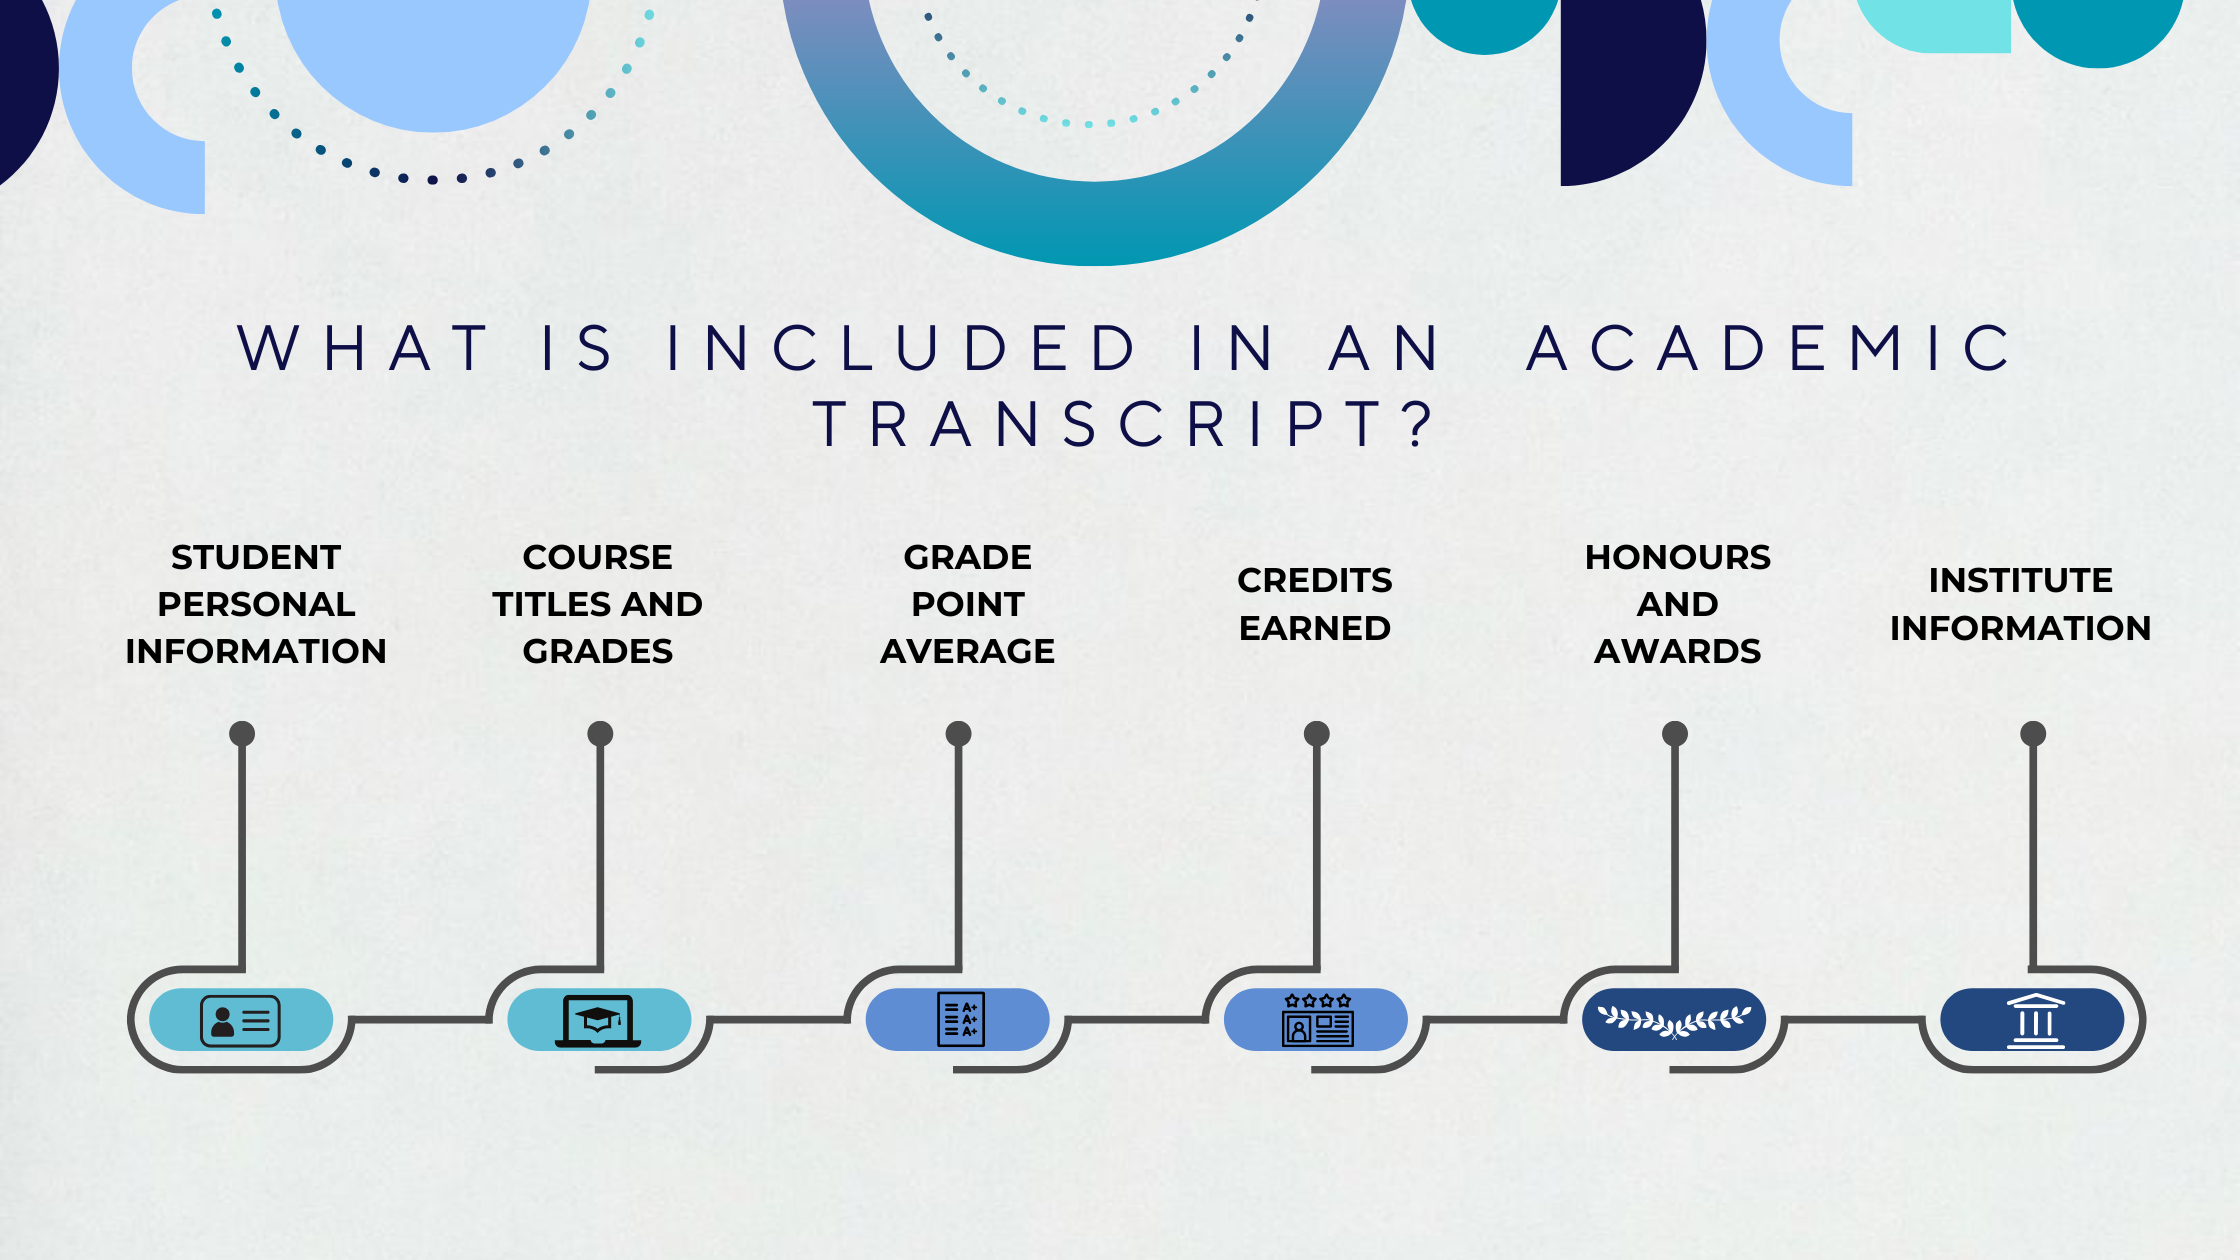 WHAT IS INCLUDED IN AN ACADEMIC
TRANSCRIPT?
STUDENT
PERSONAL
INFORMATION
COURSE
TITLES AND
GRADES
GRADE
POINT
AVERAGE
CREDITS
EARNED
HONOURS
AND
AWARDS
INSTITUTE
INFORMATION
A+
A+
A+